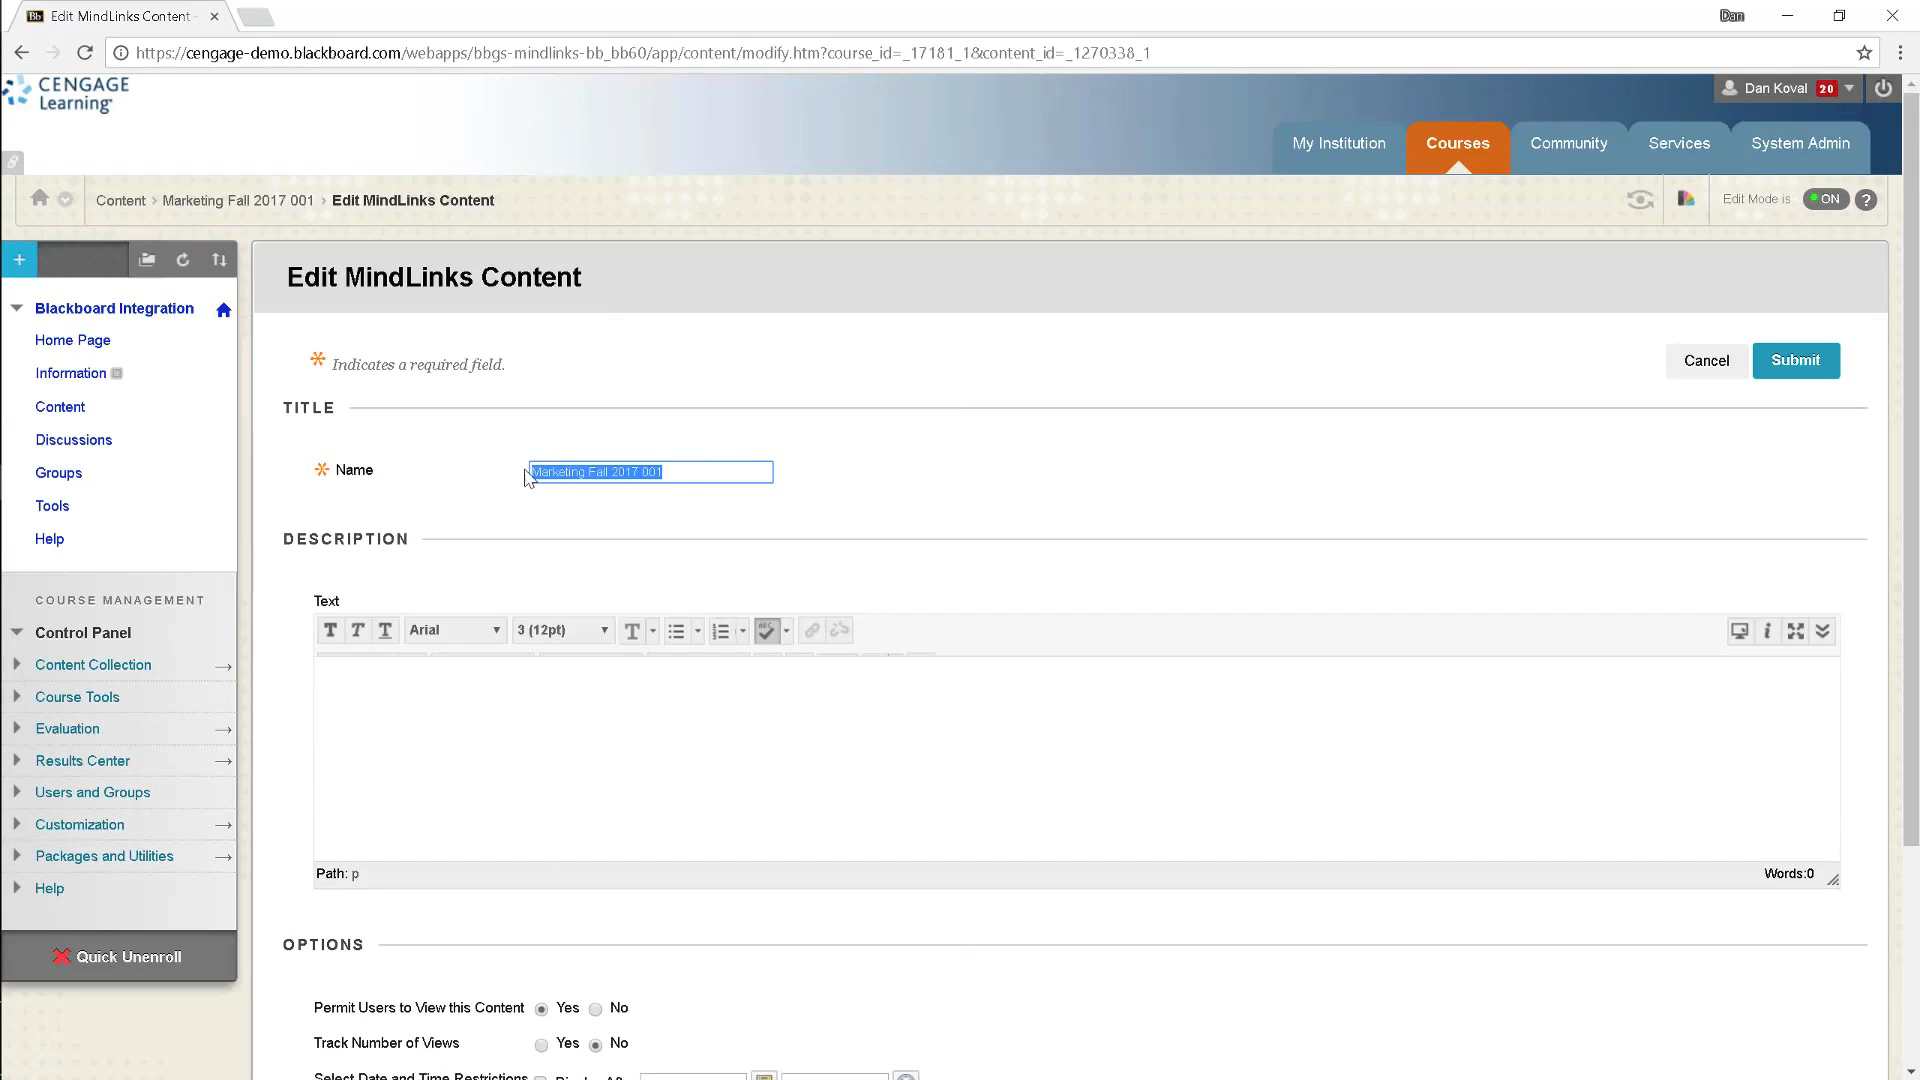 Bb Edit MindLinks Content
Dan
https://cengage-demo.blackboard.com/webapps/bbgs-mindlinks-bb_bb60/app/content/modify.htm?course_id=_17181_1&content_id=_1270338_1
CENGAGE
Learning
Dan Koval 20
My Institution Courses Community Services System Admin
Content > Marketing Fall 2017 001 > Edit MindLinks Content
Edit Mode is ON ?
Blackboard Integration
Home Page
Information
Content
Discussions
Groups
Tools
Help
COURSE MANAGEMENT
Control Panel
Content Collection
Course Tools
Evaluation
Results Center
Users and Groups
Customization
Packages and Utilities
Help
Quick Unenroll
Edit MindLinks Content
Indicates a required field.
Cancel Submit
TITLE
Name Marketing Fall 2017 001
DESCRIPTION
Text
T T T Arial 3 (12pt) T ABC i
Path: p Words:0
OPTIONS
Permit Users to View this Content Yes No
Track Number of Views Yes No
Select Date and Time Restrictions